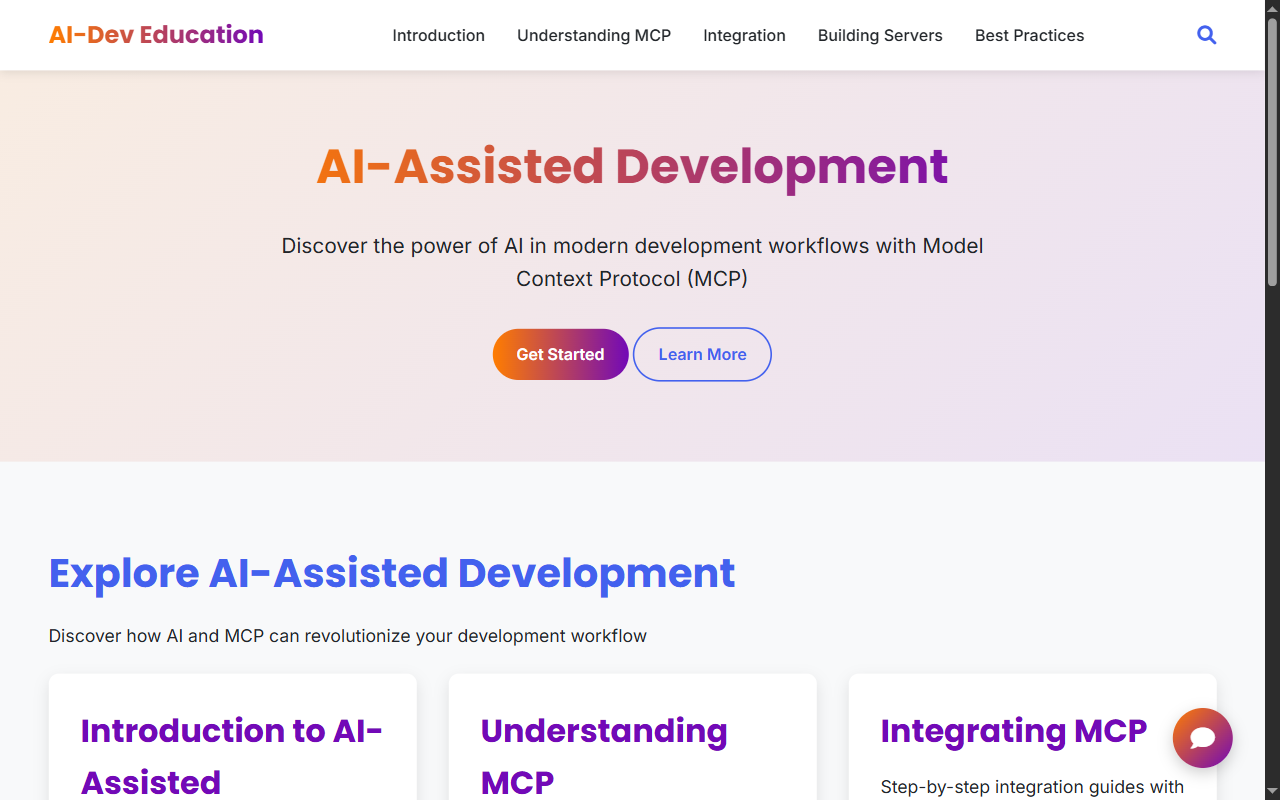 AI-Dev Education
Introduction
Understanding MCP
Integration
Building Servers
Best Practices
AI-Assisted Development
Discover the power of AI in modern development workflows with Model
Context Protocol (MCP)
Get Started
Learn More
Explore AI-Assisted Development
Discover how AI and MCP can revolutionize your development workflow
Introduction to AI-
Assisted
Understanding
MCP
Integrating MCP
Step-by-step integration guides with